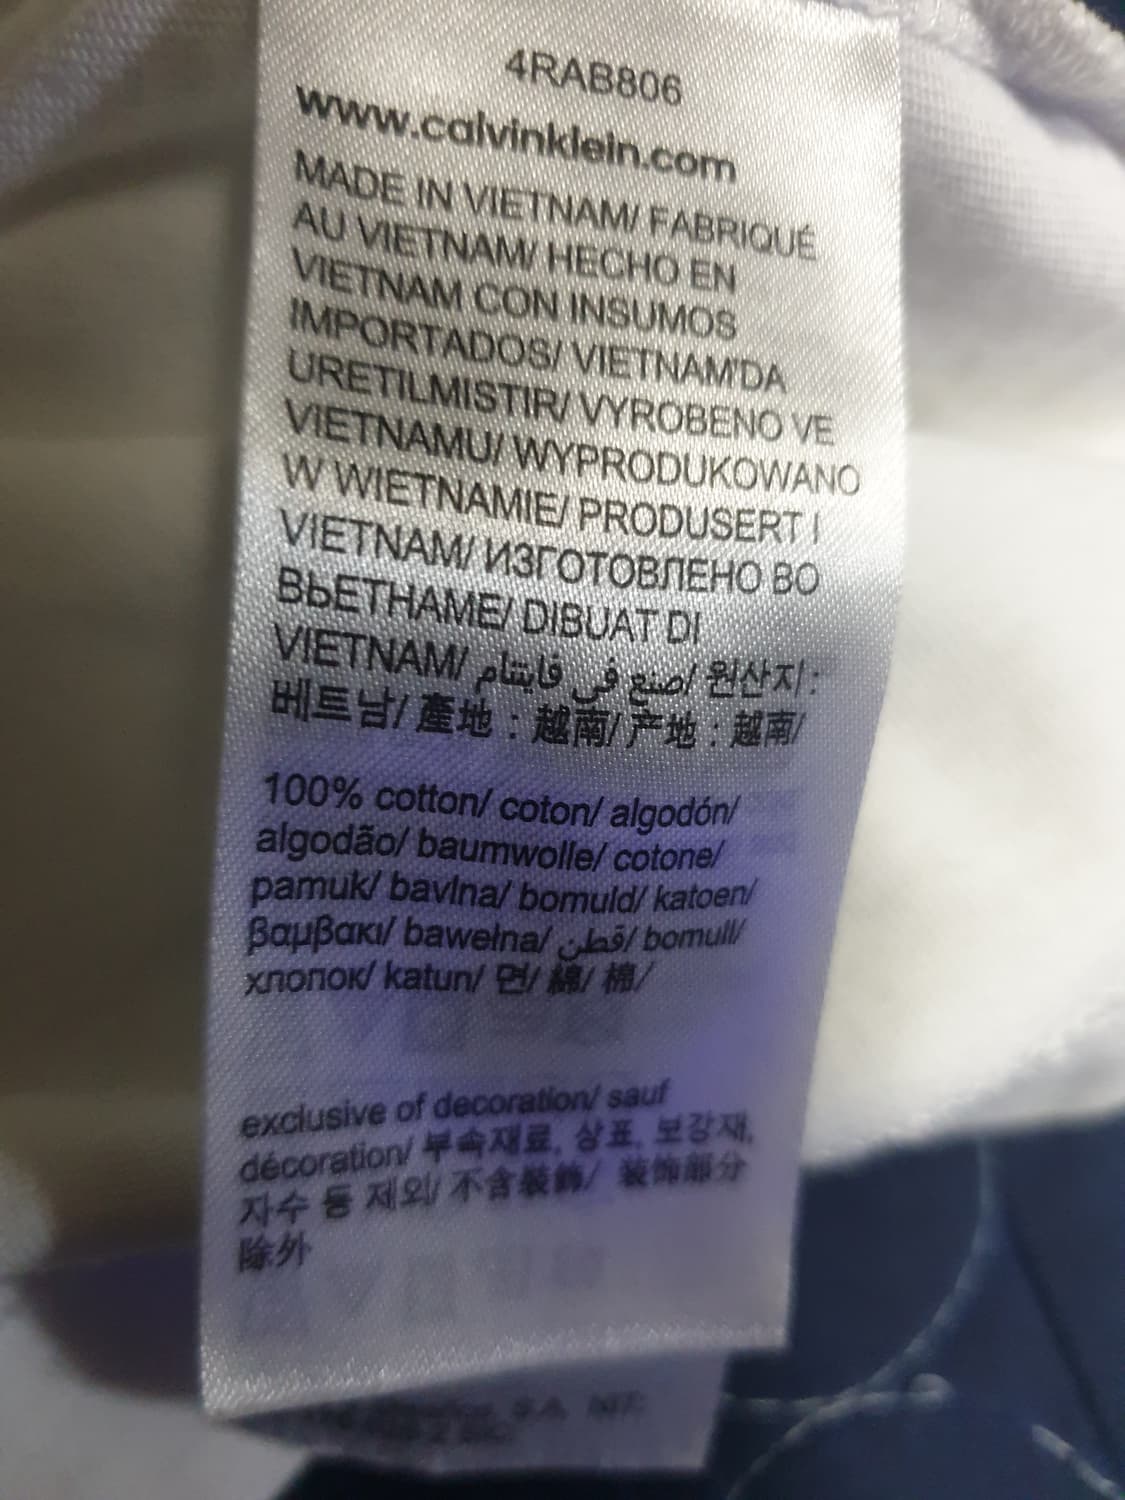 4RAB806
www.calvinklein.com
MADE IN VIETNAM/ FABRIQUÉ
AU VIETNAM/ HECHO EN
VIETNAM CON INSUMOS
IMPORTADOS/ VIETNAM'DA
URETILMISTIR/ VYROBENO VE
VIETNAMU/ WYPRODUKOWANO
W WIETNAMIE/ PRODUSERT I
VIETNAM/ ИЗГОТОВЛЕНО ВО
ВЬЕТНАМЕ/ DIBUAT DI
VIETNAM/ صنع في فايتنام/ 원산지:
베트남/ 產地 : 越南/ 产地 : 越南/
100% cotton/ coton/ algodón/
algodão/ baumwolle/ cotone/
pamuk/ bavlna/ bomuld/ katoen/
βαμβακι/ bawełna/ قطن/ bomull/
хлопок/ katun/ 면/ 綿/ 棉/
exclusive of decoration/ sauf
décoration/ 부속재료, 상표, 보강재,
자수 등 제외/ 不含裝飾/ 装飾部分
除外
S.A. NIT: